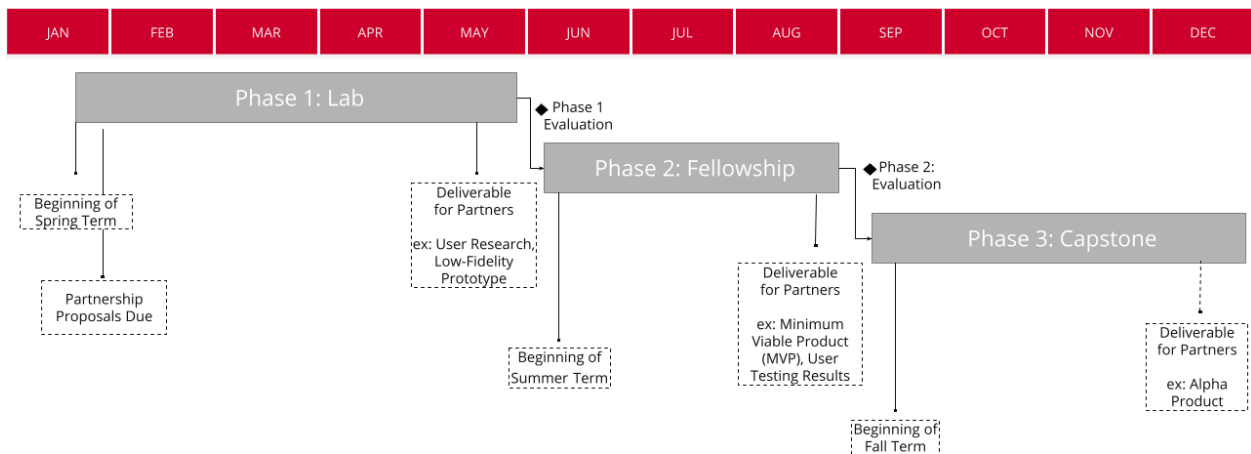 JAN FEB MAR APR MAY JUN JUL AUG SEP OCT NOV DEC
Phase 1: Lab
Phase 1
Evaluation
Phase 2: Fellowship
Phase 2:
Evaluation
Phase 3: Capstone
Beginning of
Spring Term
Partnership
Proposals Due
Deliverable
for Partners
ex: User Research,
Low-Fidelity
Prototype
Beginning of
Summer Term
Deliverable
for Partners
ex: Minimum
Viable Product
(MVP), User
Testing Results
Beginning of
Fall Term
Deliverable
for Partners
ex: Alpha
Product